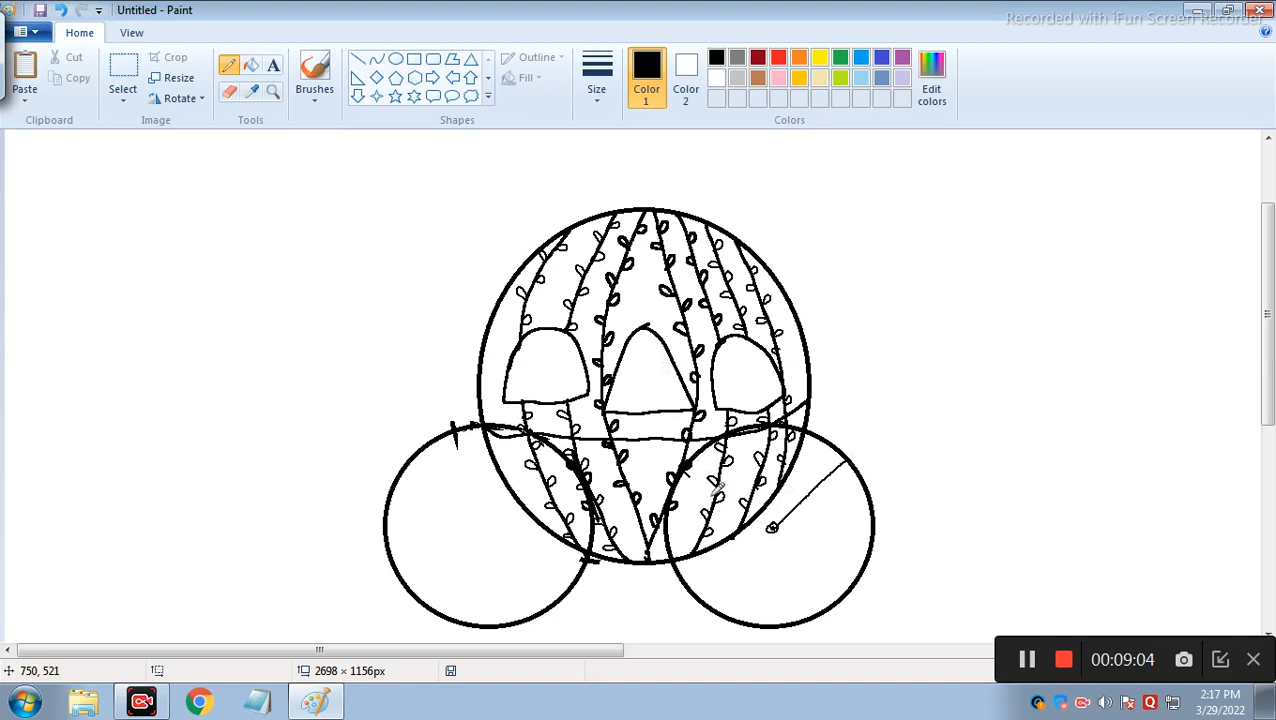 Untitled - Paint
Recorded with iFun Screen Recorder
Home
View
Paste
Cut
Copy
Clipboard
Select
Crop
Resize
Rotate
Image
Tools
Brushes
Shapes
Outline
Fill
Size
Color
1
Color
2
Edit
colors
Colors
750, 521
2698 × 1156px
00:09:04
2:17 PM
3/29/2022